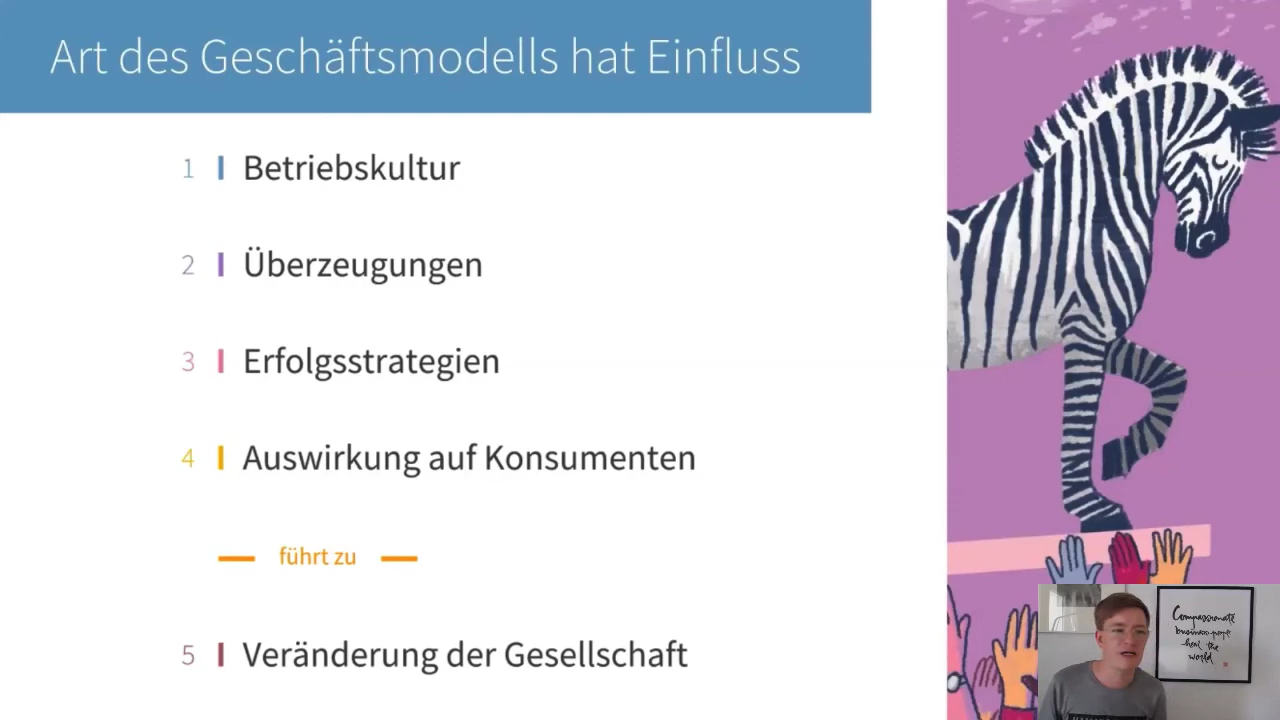 Art des Geschäftsmodells hat Einfluss
1 Betriebskultur
2 Überzeugungen
3 Erfolgsstrategien
4 Auswirkung auf Konsumenten
führt zu
5 Veränderung der Gesellschaft
Compassionate
business
heal the
world